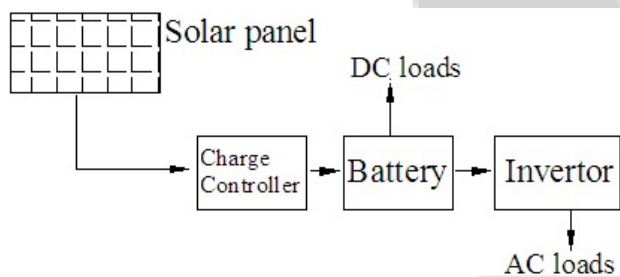 Solar panel
DC loads
Charge
Controller
Battery
Invertor
AC loads